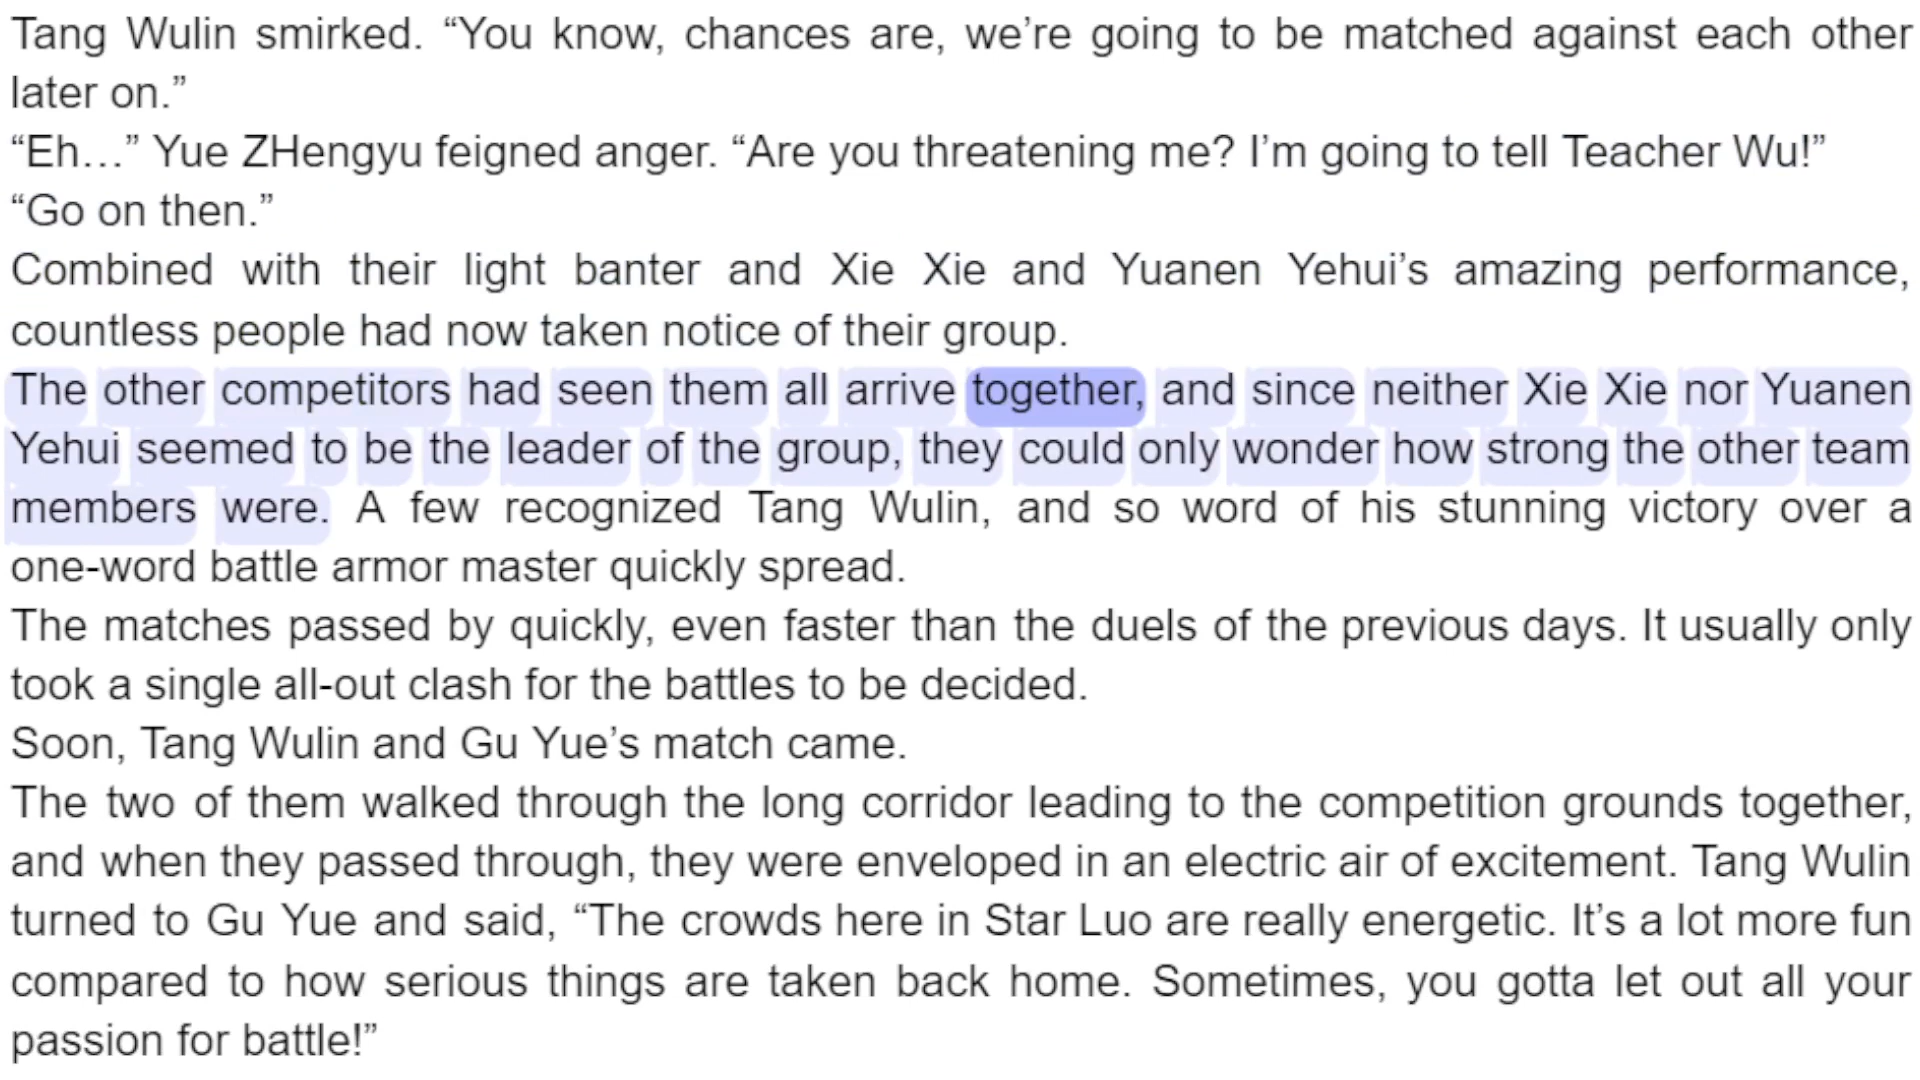 Tang Wulin smirked. “You know, chances are, we’re going to be matched against each other
later on.”
“Eh…” Yue ZHengyu feigned anger. “Are you threatening me? I’m going to tell Teacher Wu!”
“Go on then.”
Combined with their light banter and Xie Xie and Yuanen Yehui’s amazing performance,
countless people had now taken notice of their group.
The other competitors had seen them all arrive together, and since neither Xie Xie nor Yuanen
Yehui seemed to be the leader of the group, they could only wonder how strong the other team
members were. A few recognized Tang Wulin, and so word of his stunning victory over a
one-word battle armor master quickly spread.
The matches passed by quickly, even faster than the duels of the previous days. It usually only
took a single all-out clash for the battles to be decided.
Soon, Tang Wulin and Gu Yue’s match came.
The two of them walked through the long corridor leading to the competition grounds together,
and when they passed through, they were enveloped in an electric air of excitement. Tang Wulin
turned to Gu Yue and said, “The crowds here in Star Luo are really energetic. It’s a lot more fun
compared to how serious things are taken back home. Sometimes, you gotta let out all your
passion for battle!”